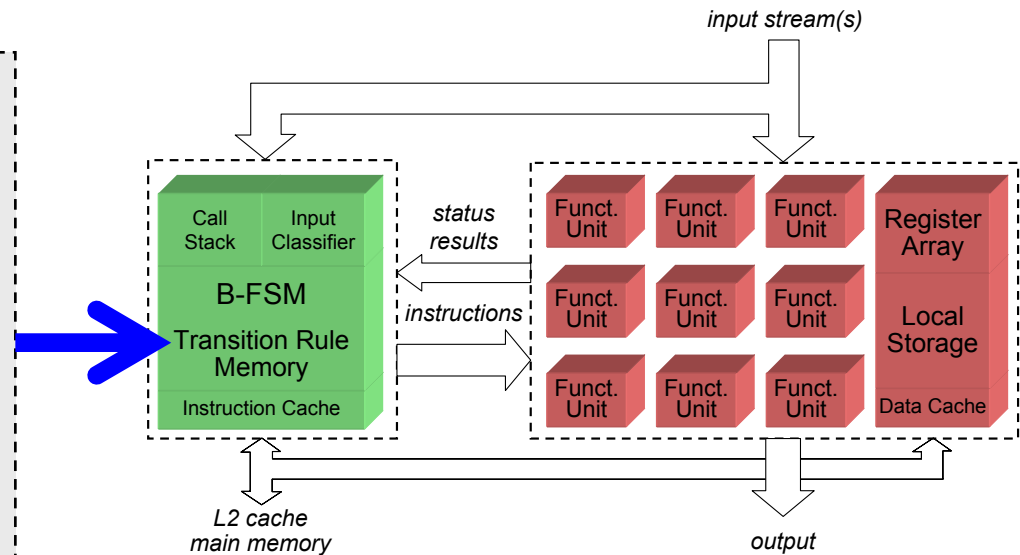 input stream(s)
Call
Stack
Input
Classifier
B-FSM
Transition Rule
Memory
Instruction Cache
status
results
instructions
Funct.
Unit
Funct.
Unit
Funct.
Unit
Funct.
Unit
Funct.
Unit
Funct.
Unit
Funct.
Unit
Funct.
Unit
Funct.
Unit
Register
Array
Local
Storage
Data Cache
L2 cache
main memory
output